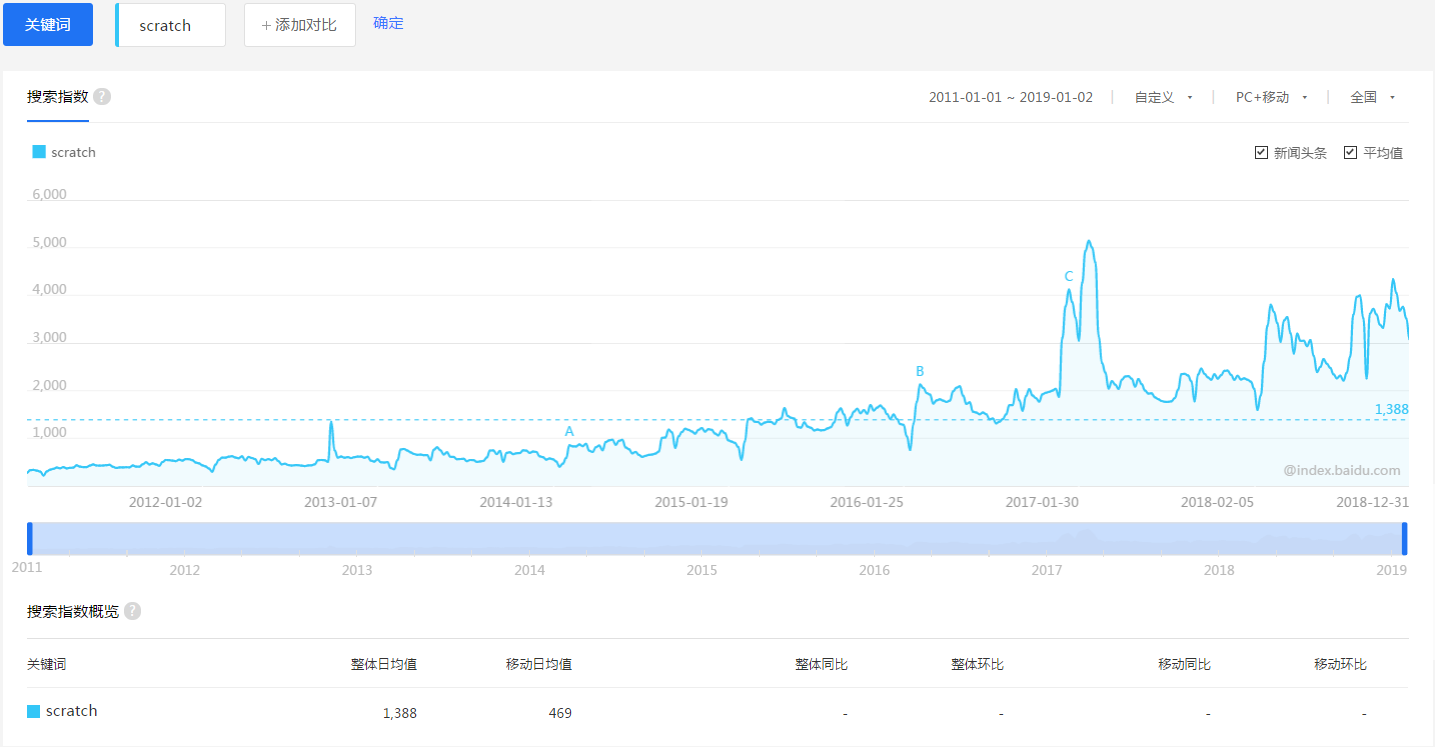 关键词 scratch + 添加对比 确定
搜索指数 ? 2011-01-01 ~ 2019-01-02 自定义 PC+移动 全国
scratch 新闻头条 平均值
6,000
5,000
C
4,000
3,000
B
2,000
1,388
A
1,000
@index.baidu.com
2012-01-02 2013-01-07 2014-01-13 2015-01-19 2016-01-25 2017-01-30 2018-02-05 2018-12-31
2011 2012 2013 2014 2015 2016 2017 2018 2019
搜索指数概览 ?
关键词 整体日均值 移动日均值 整体同比 整体环比 移动同比 移动环比
scratch 1,388 469 - - - -